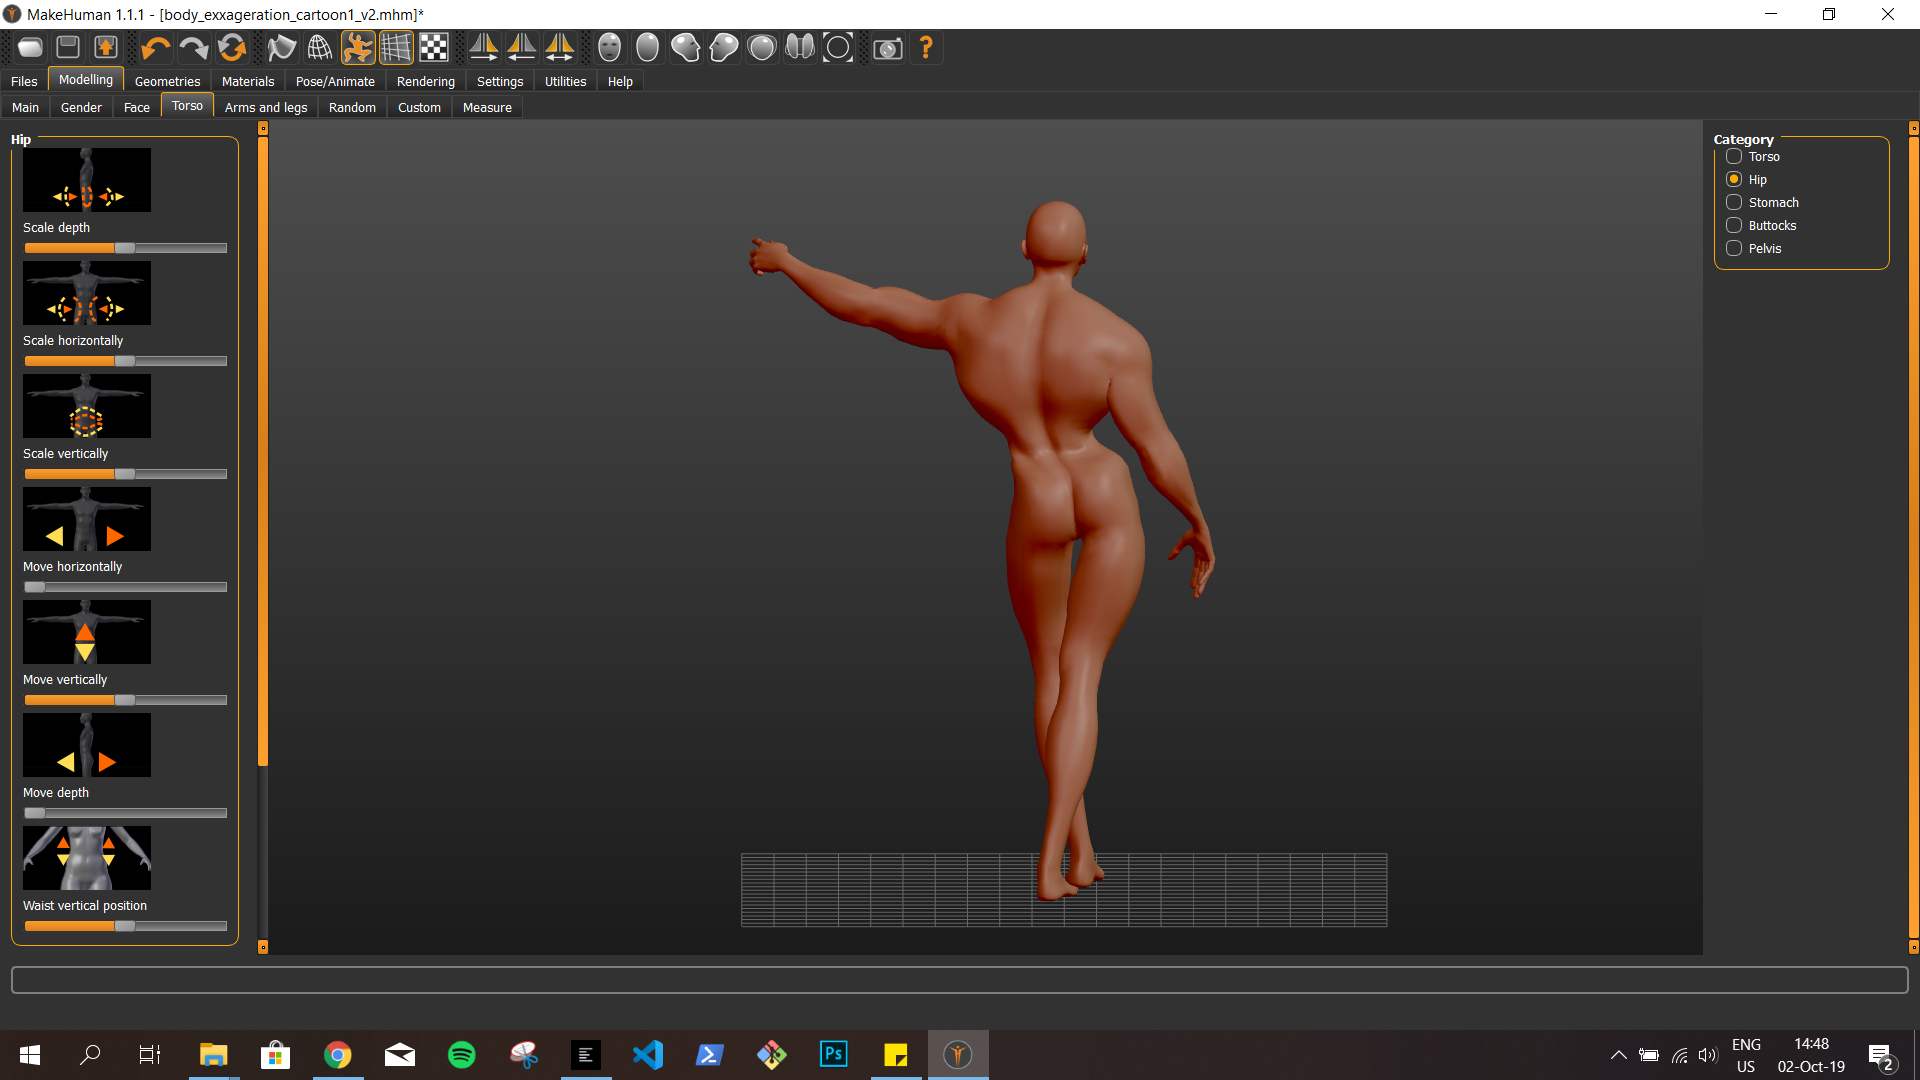 MakeHuman 1.1.1 - [body_exxageration_cartoon1_v2.mhm]*
Files Modelling Geometries Materials Pose/Animate Rendering Settings Utilities Help
Main Gender Face Torso Arms and legs Random Custom Measure
Hip
Scale depth
Scale horizontally
Scale vertically
Move horizontally
Move vertically
Move depth
Waist vertical position
Category
Torso
Hip
Stomach
Buttocks
Pelvis
Ps
ENG
US
14:48
02-Oct-19
2